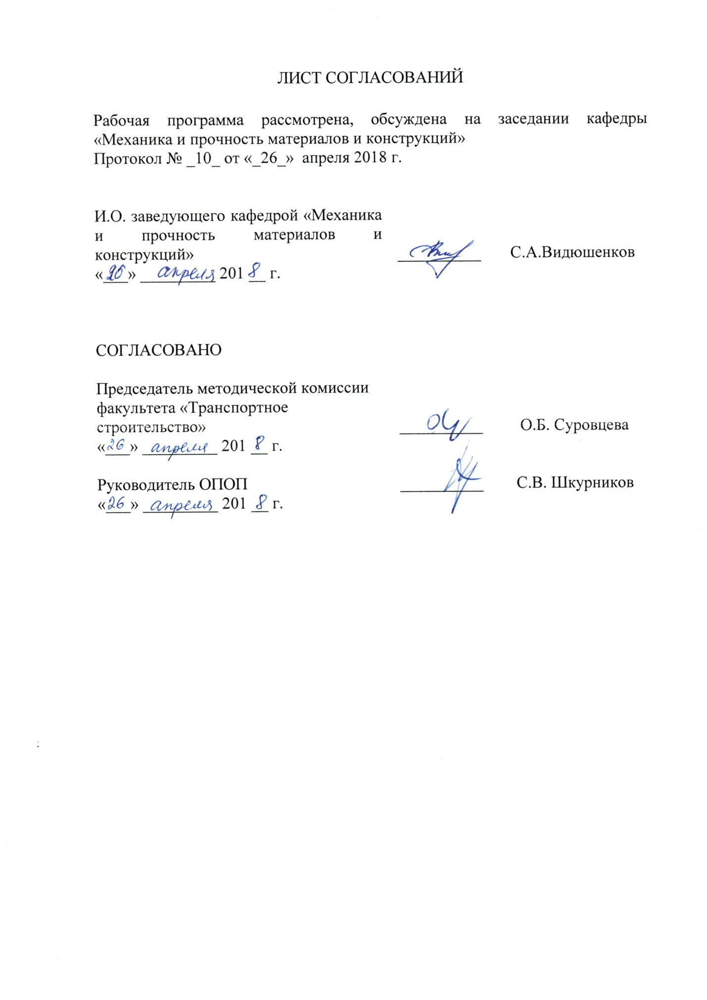 ЛИСТ СОГЛАСОВАНИЙ
Рабочая программа рассмотрена, обсуждена на заседании кафедры
«Механика и прочность материалов и конструкций»
Протокол № _10_ от «_26_» апреля 2018 г.
И.О. заведующего кафедрой «Механика
и прочность материалов и
конструкций» С.А.Видюшенков
«26» апреля 2018 г.
СОГЛАСОВАНО
Председатель методической комиссии
факультета «Транспортное
строительство» О.Б. Суровцева
«26» апреля 2018 г.
Руководитель ОПОП С.В. Шкурников
«26» апреля 2018 г.